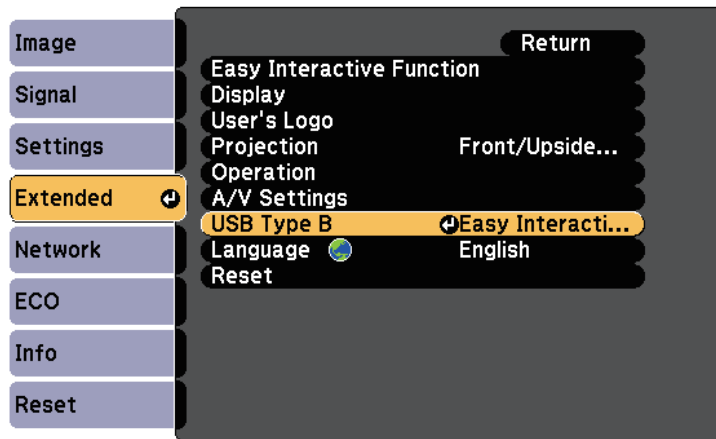 Image
Signal
Settings
Extended
Network
ECO
Info
Reset
Return
Easy Interactive Function
Display
User's Logo
Projection Front/Upside...
Operation
A/V Settings
USB Type B Easy Interacti...
Language English
Reset